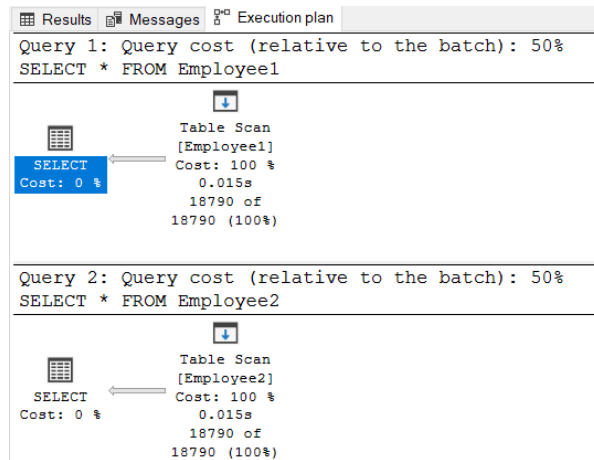 Results Messages Execution plan
Query 1: Query cost (relative to the batch): 50%
SELECT * FROM Employee1
Table Scan
[Employee1]
Cost: 100 %
0.015s
18790 of
18790 (100%)
SELECT
Cost: 0 %
Query 2: Query cost (relative to the batch): 50%
SELECT * FROM Employee2
Table Scan
[Employee2]
Cost: 100 %
0.015s
18790 of
18790 (100%)
SELECT
Cost: 0 %